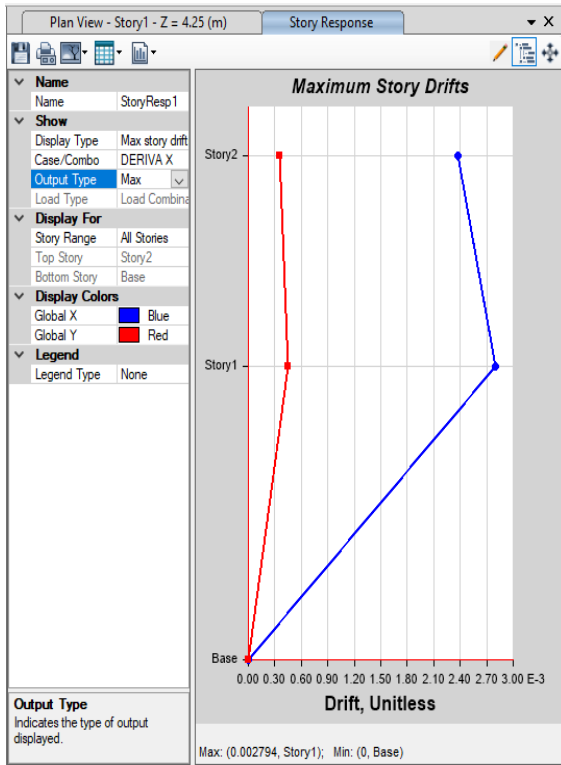 Plan View - Story1 - Z = 4.25 (m)
Story Response
Name
Name StoryResp1
Show
Display Type Max story drift
Case/Combo DERIVA X
Output Type Max
Load Type Load Combina
Display For
Story Range All Stories
Top Story Story2
Bottom Story Base
Display Colors
Global X Blue
Global Y Red
Legend
Legend Type None
Output Type
Indicates the type of output
displayed.
Maximum Story Drifts
Story2
Story1
Base
0.00 0.30 0.60 0.90 1.20 1.50 1.80 2.10 2.40 2.70 3.00 E-3
Drift, Unitless
Max: (0.002794, Story1); Min: (0, Base)